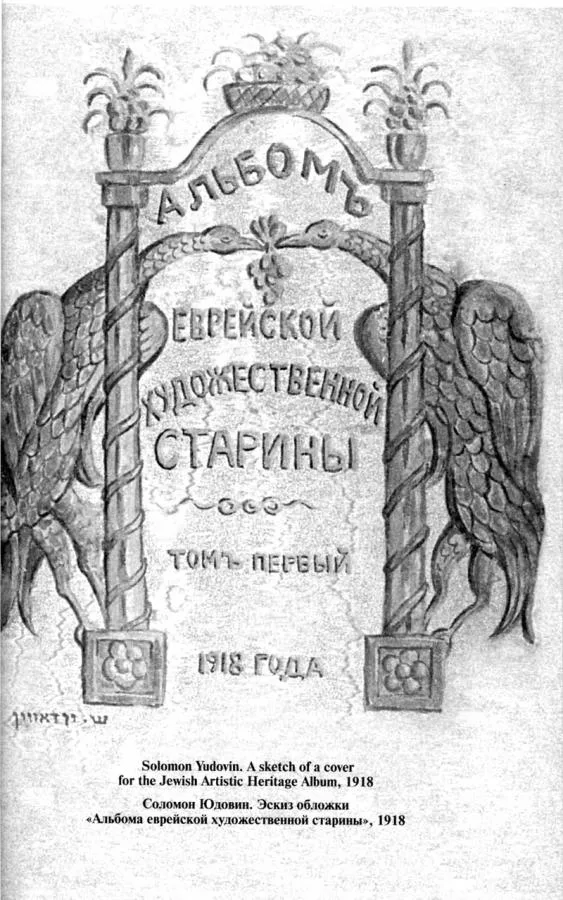 АЛЬБОМЪ
ЕВРЕЙСКОЙ
ХУДОЖЕСТВЕННОЙ
СТАРИНЫ
ТОМЪ ПЕРВЫЙ
1918 ГОДА
ש. יודאווין
Solomon Yudovin. A sketch of a cover
for the Jewish Artistic Heritage Album, 1918
Соломон Юдовин. Эскиз обложки
«Альбома еврейской художественной старины», 1918